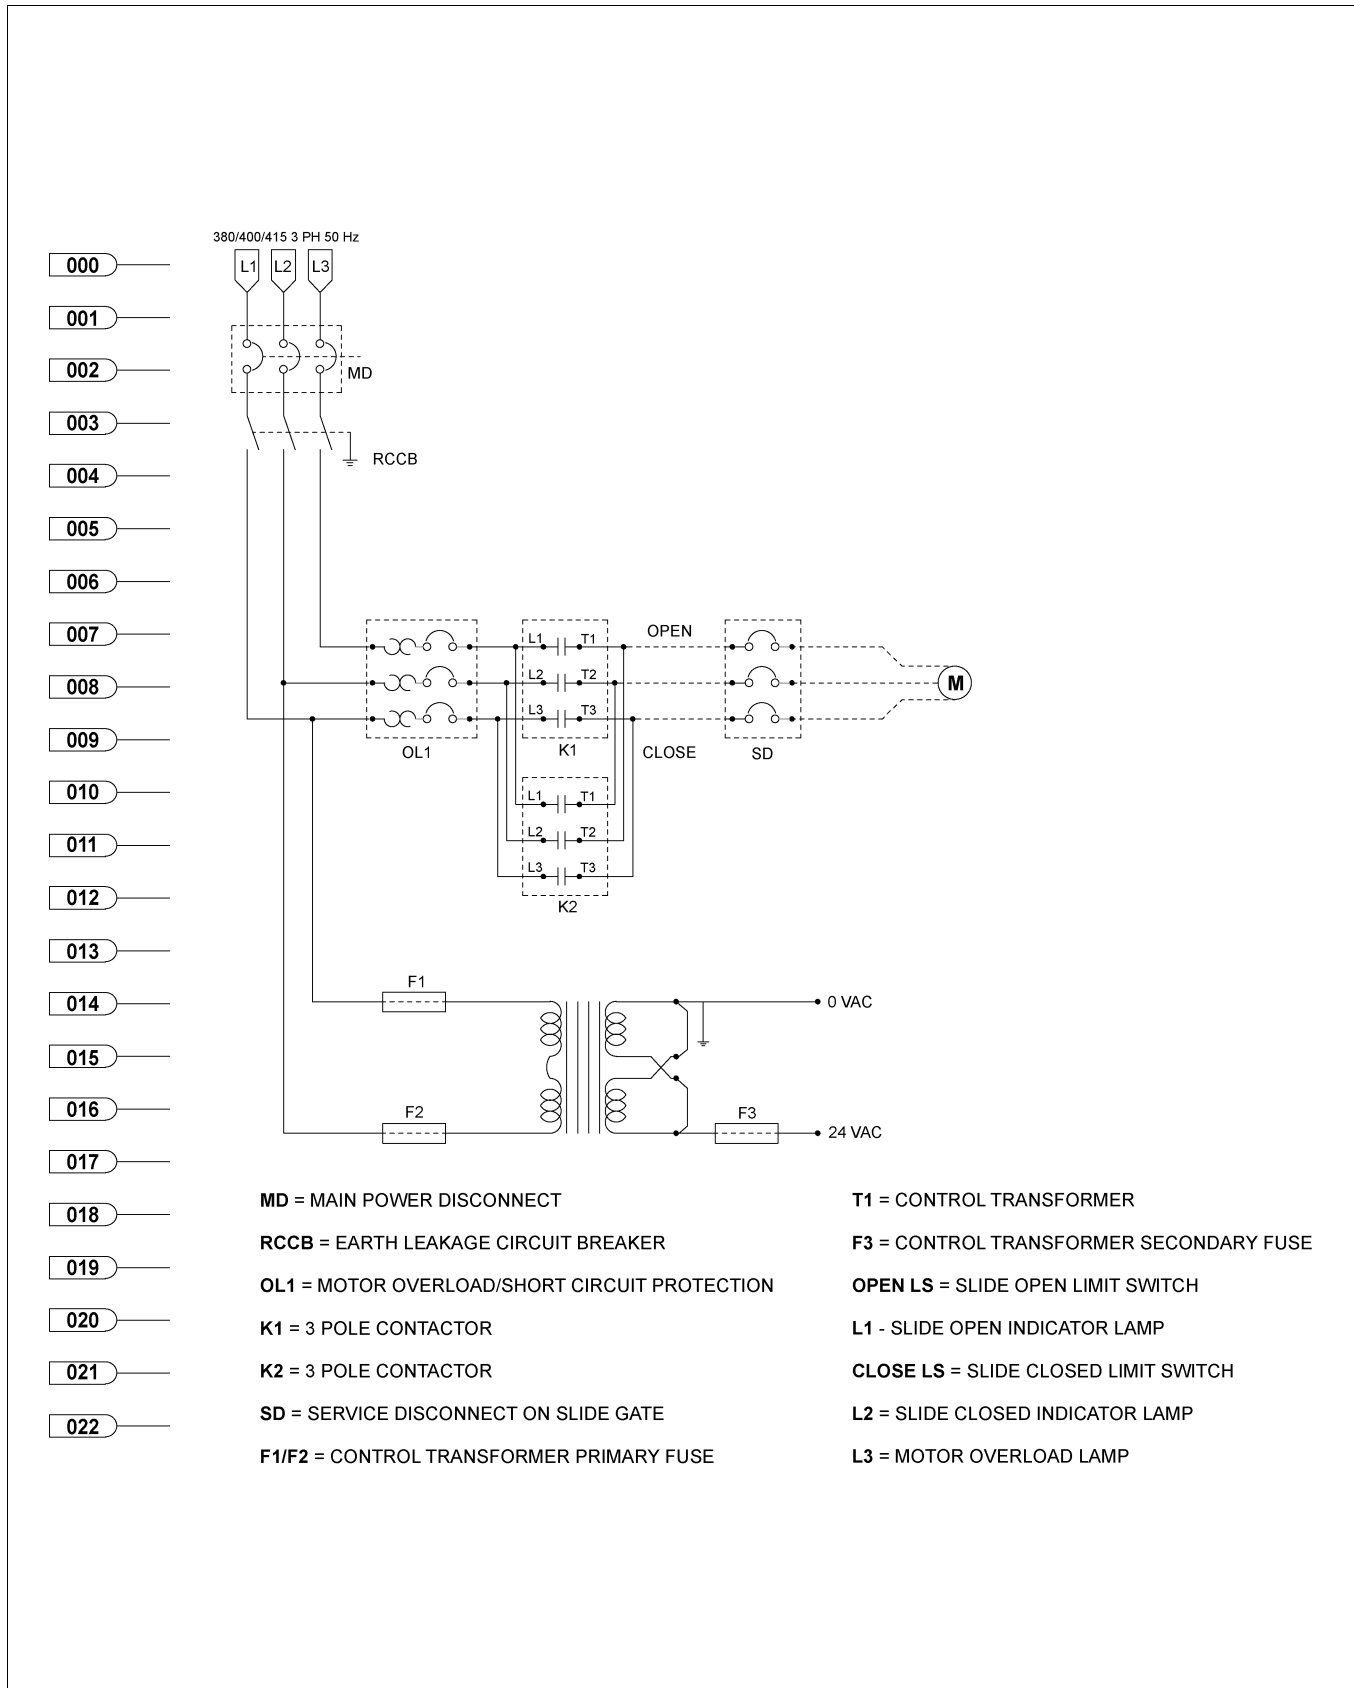 380/400/415 3 PH 50 Hz
000
L1 L2 L3
001
002
MD
003
RCCB
004
005
006
007
OPEN
L1 T1
008
L2 T2
M
L3 T3
009
OL1 K1 CLOSE SD
010
L1 T1
011
L2 T2
L3 T3
012
K2
013
F1
014
0 VAC
015
016
F2 F3
24 VAC
017
MD = MAIN POWER DISCONNECT
T1 = CONTROL TRANSFORMER
018
RCCB = EARTH LEAKAGE CIRCUIT BREAKER
F3 = CONTROL TRANSFORMER SECONDARY FUSE
019
OL1 = MOTOR OVERLOAD/SHORT CIRCUIT PROTECTION
OPEN LS = SLIDE OPEN LIMIT SWITCH
020
K1 = 3 POLE CONTACTOR
L1 - SLIDE OPEN INDICATOR LAMP
021
K2 = 3 POLE CONTACTOR
CLOSE LS = SLIDE CLOSED LIMIT SWITCH
022
SD = SERVICE DISCONNECT ON SLIDE GATE
L2 = SLIDE CLOSED INDICATOR LAMP
F1/F2 = CONTROL TRANSFORMER PRIMARY FUSE
L3 = MOTOR OVERLOAD LAMP